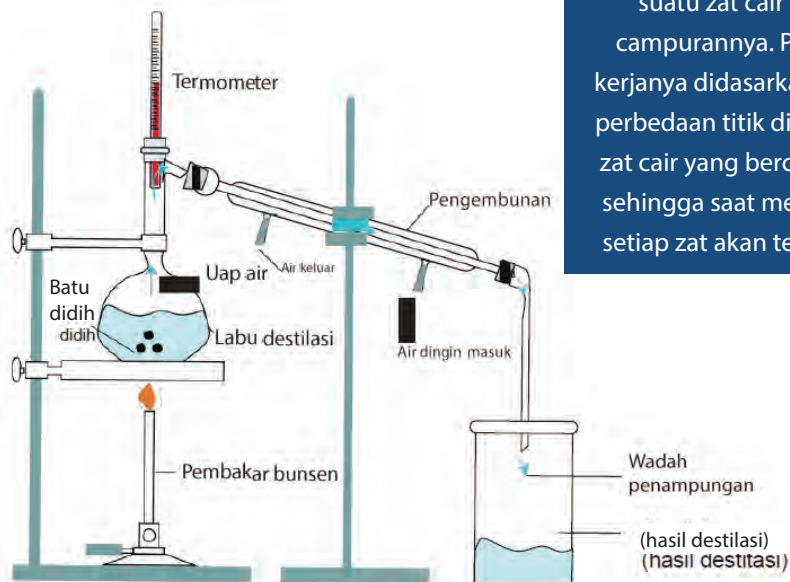 suatu zat cair
campurannya. P
kerjanya didasarka
perbedaan titik di
zat cair yang berc
sehingga saat me
setiap zat akan te
Termometer
Pengembunan
Uap air
Air keluar
Batu
didih
didih
Labu destilasi
Air dingin masuk
Pembakar bunsen
Wadah
penampungan
(hasil destilasi)
(hasil destitasi)